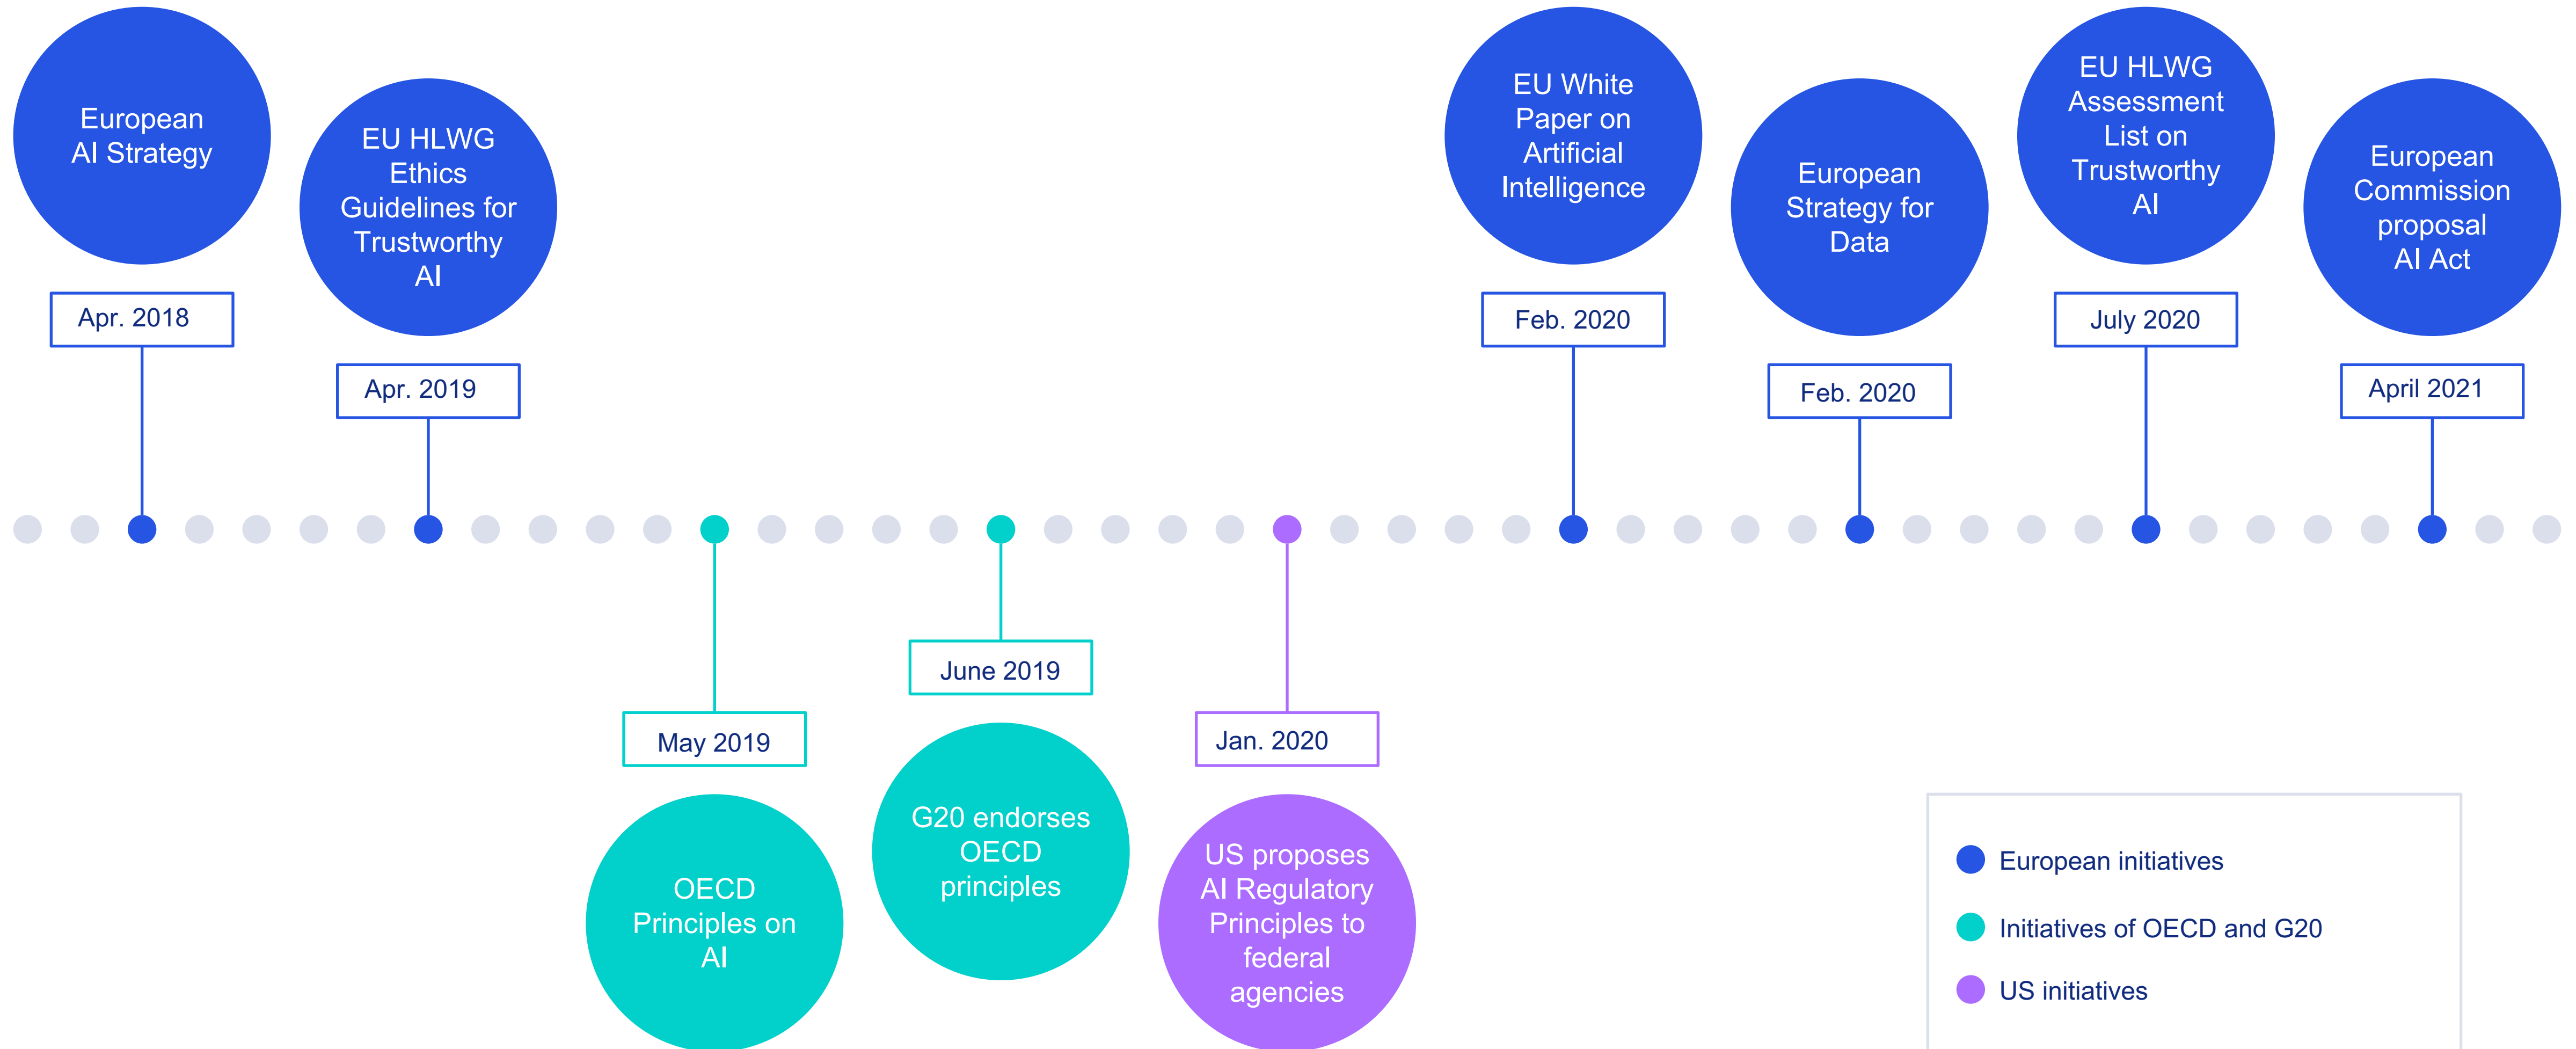 European
AI Strategy
Apr. 2018
EU HLWG
Ethics
Guidelines for
Trustworthy
AI
Apr. 2019
May 2019
OECD
Principles on
AI
June 2019
G20 endorses
OECD
principles
Jan. 2020
US proposes
AI Regulatory
Principles to
federal
agencies
EU White
Paper on
Artificial
Intelligence
Feb. 2020
European
Strategy for
Data
Feb. 2020
EU HLWG
Assessment
List on
Trustworthy
AI
July 2020
European
Commission
proposal
AI Act
April 2021
European initiatives
Initiatives of OECD and G20
US initiatives